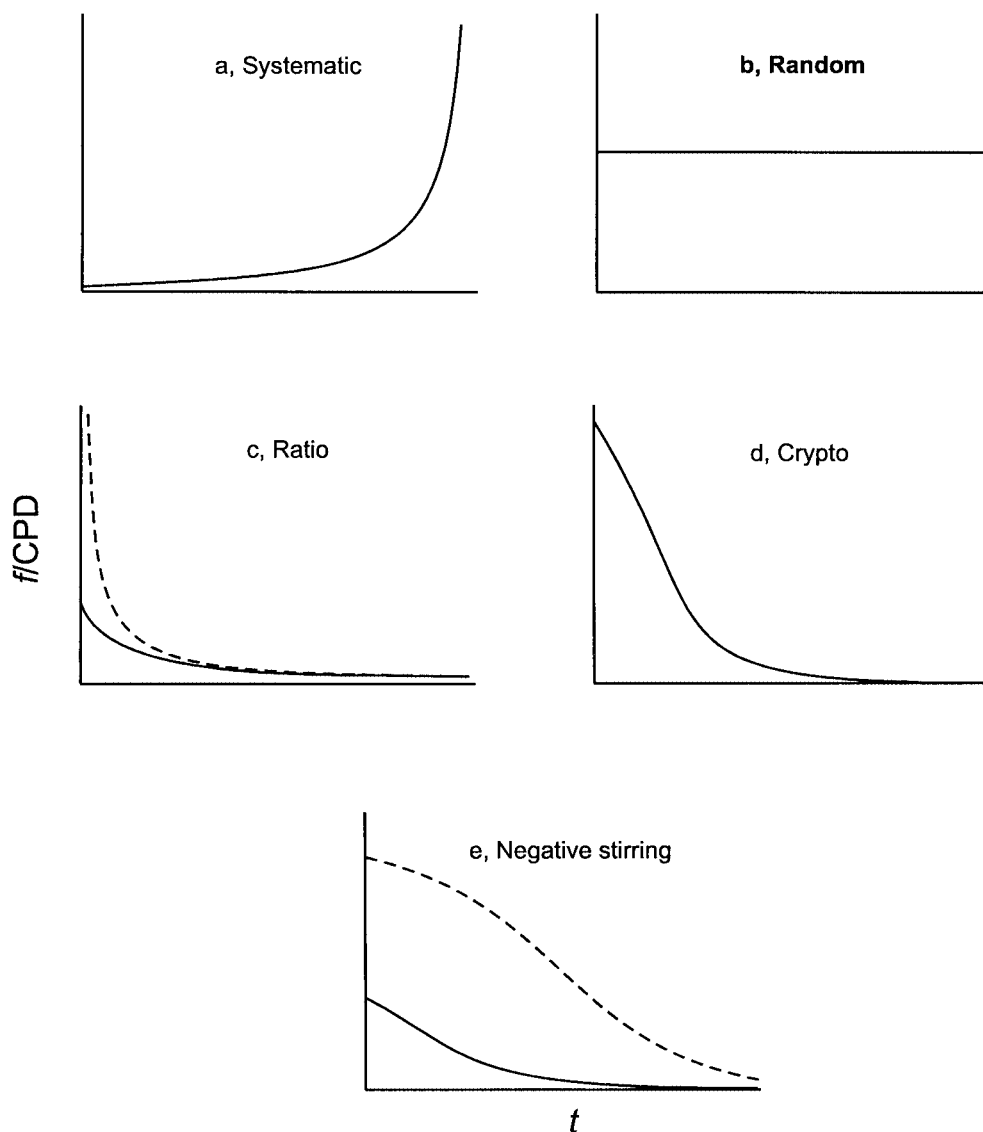 a, Systematic
b, Random
c, Ratio
d, Crypto
f/CPD
e, Negative stirring
t